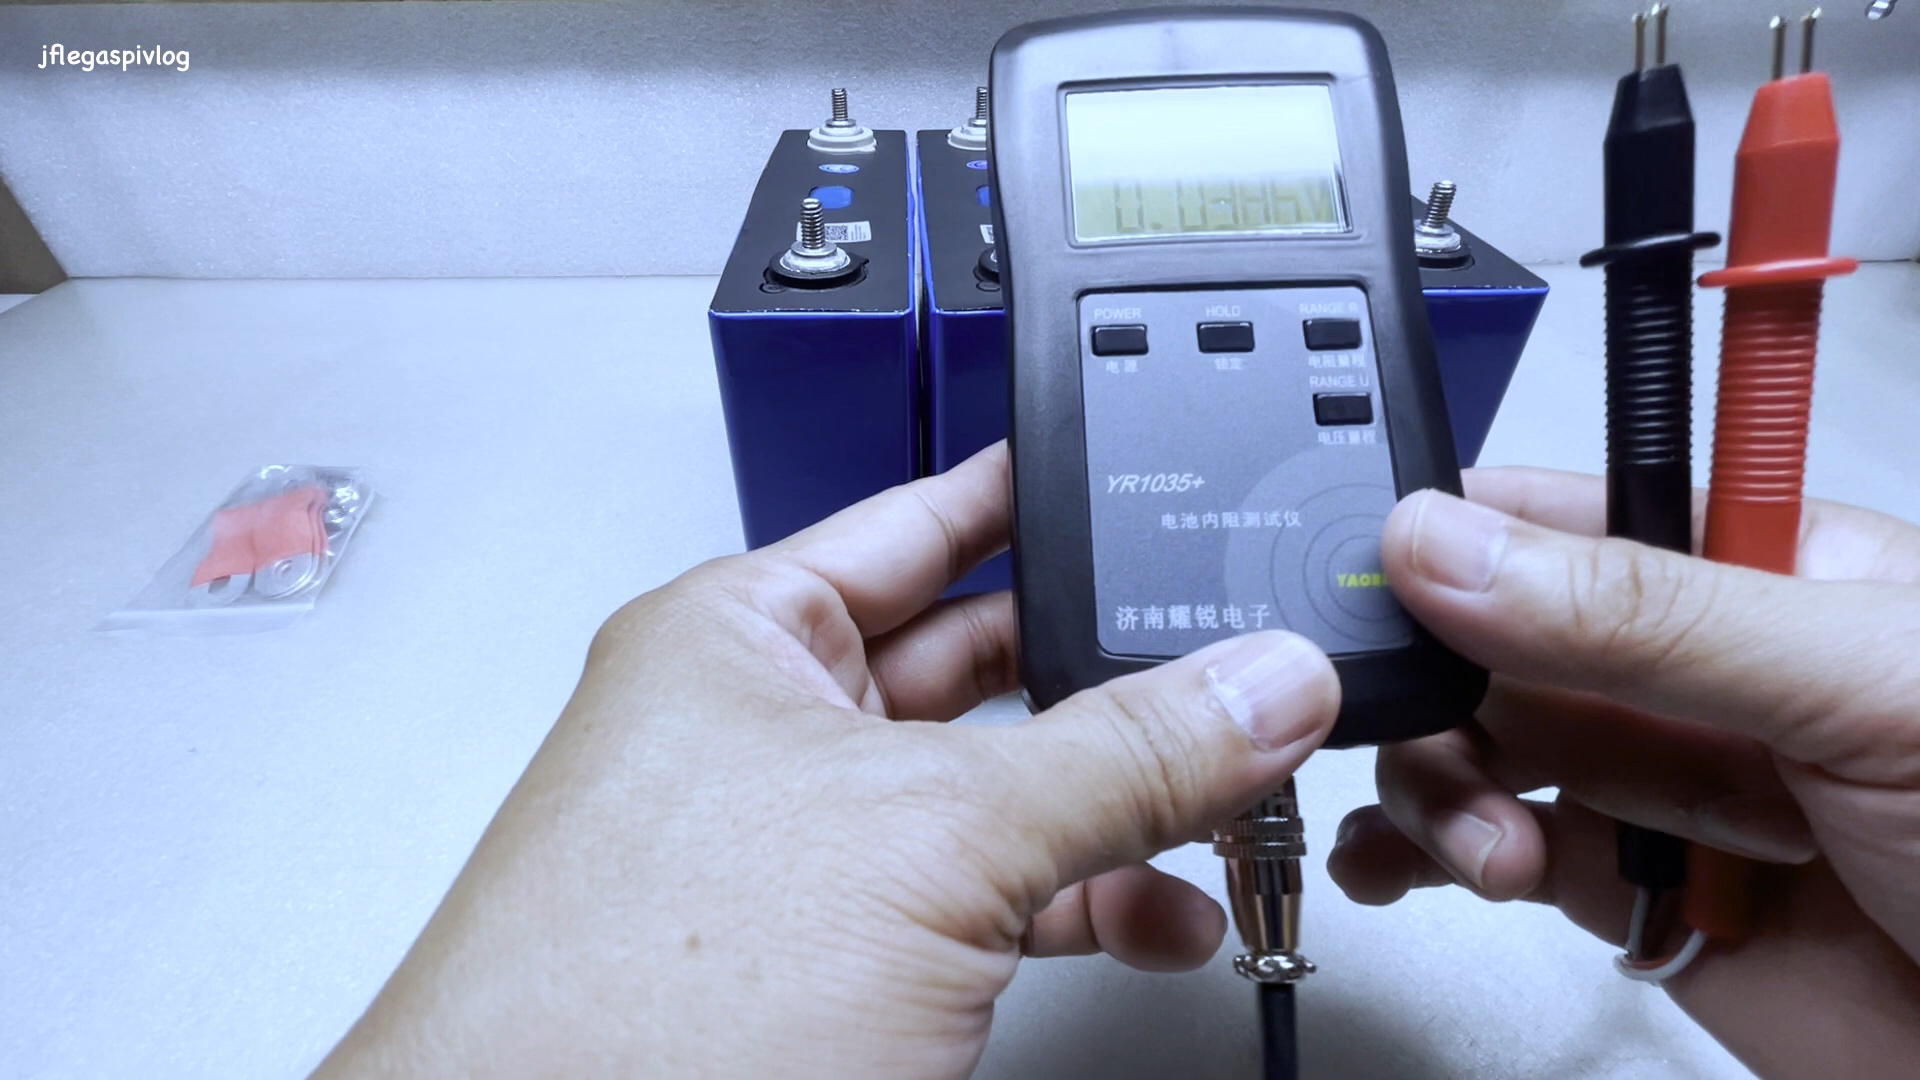 jflegaspivlog
POWER HOLD RANGE R
电源 锁定 电阻量程
RANGE U
电压量程
YR1035+
电池内阻测试仪
济南耀锐电子